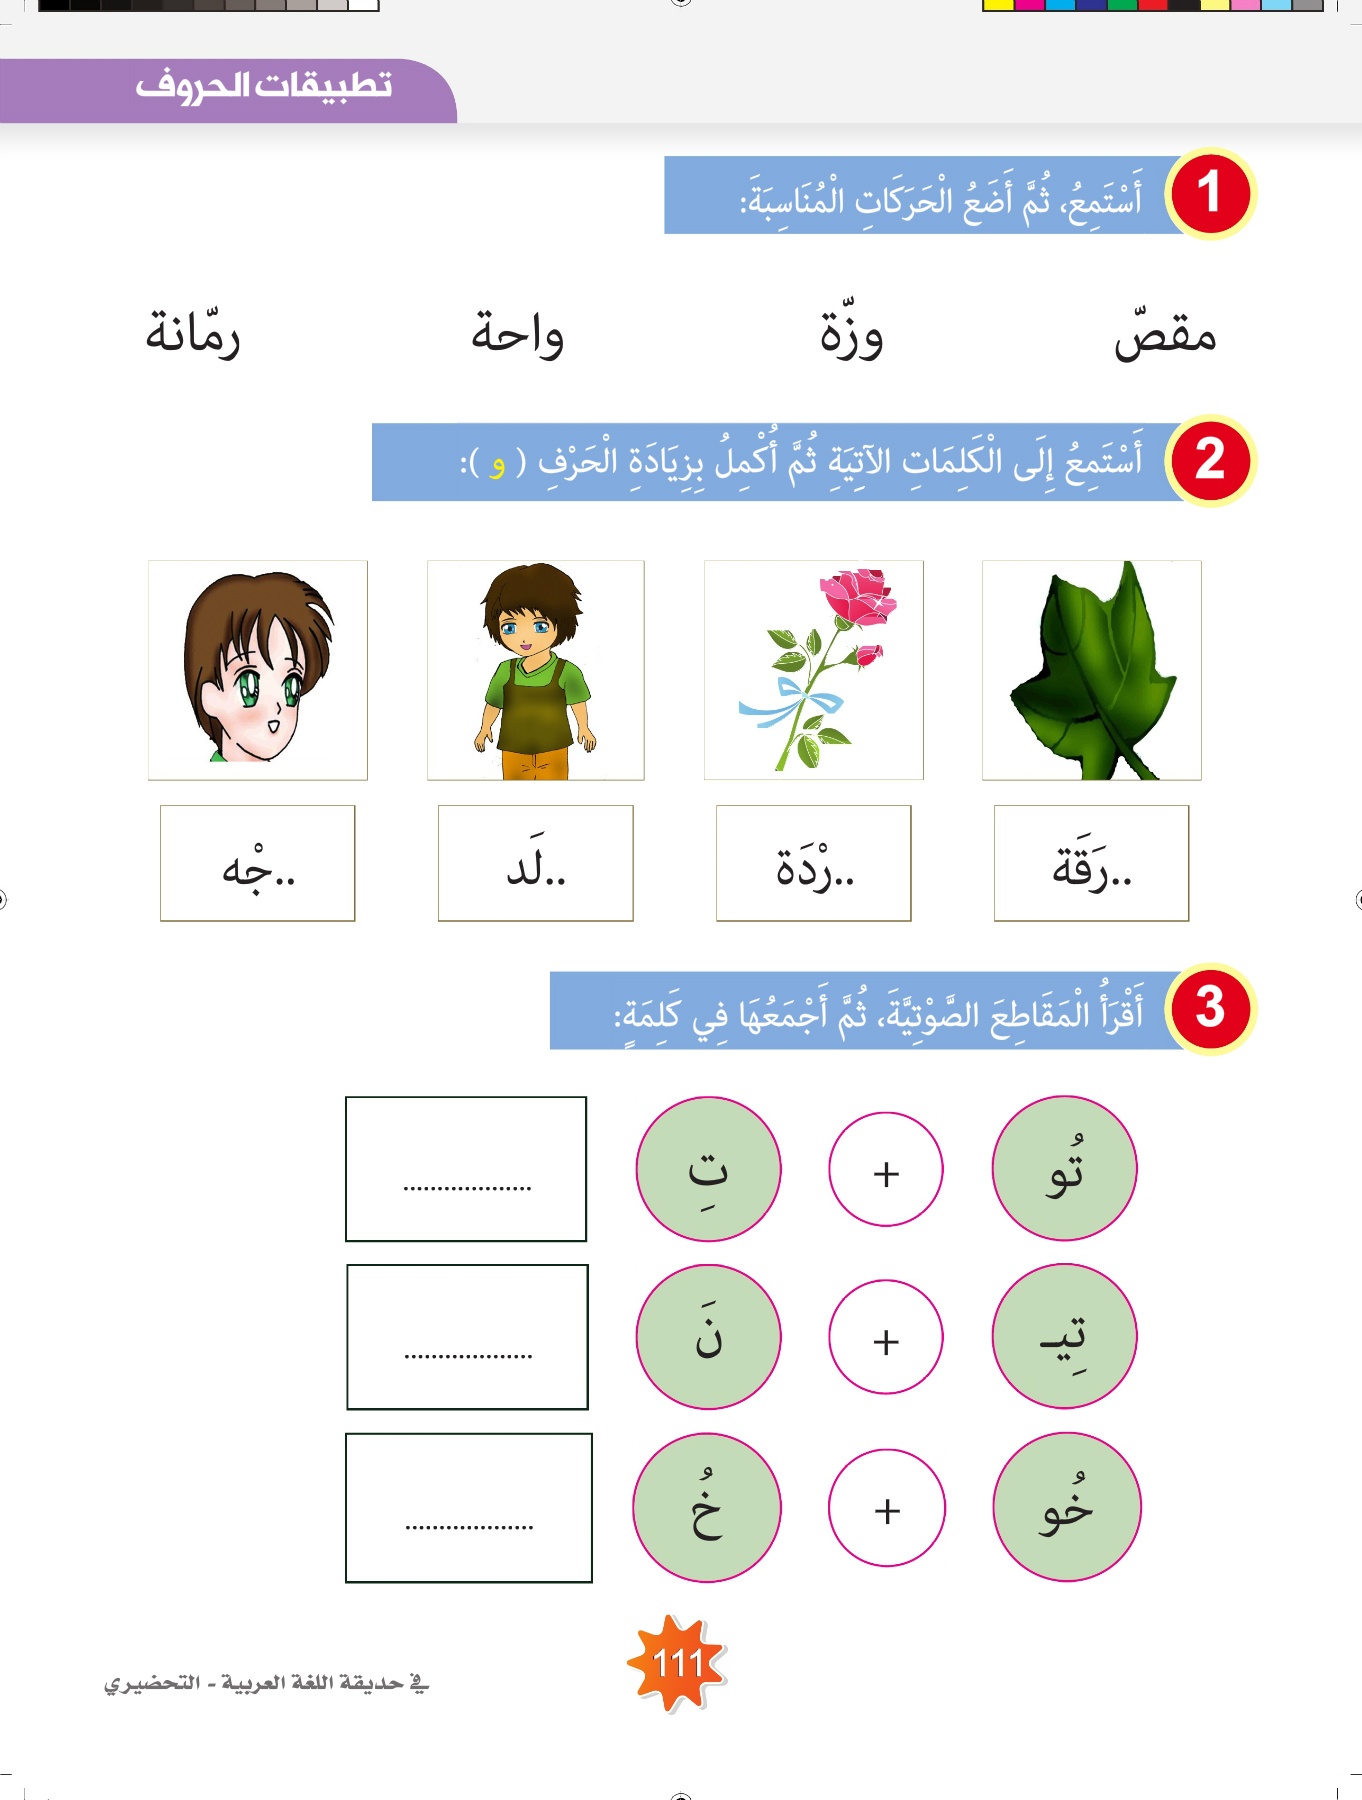 تطبيقات الحروف
1 أَسْتَمِعُ، ثُمَّ أَضَعُ الْحَرَكَاتِ الْمُنَاسِبَةَ:
مقصّ وزّة واحة رمّانة
2 أَسْتَمِعُ إِلَى الْكَلِمَاتِ الآتِيَةِ ثُمَّ أُكْمِلُ بِزِيَادَةِ الْحَرْفِ ( و ):
..رَقَة ..رْدَة ..لَد ..جْه
3 أَقْرَأُ الْمَقَاطِعَ الصَّوْتِيَّةَ، ثُمَّ أَجْمَعُهَا فِي كَلِمَةٍ:
تُو + تِ ...................
تِيـ + نَ ...................
خُو + خُ ...................
111
في حديقة اللغة العربية - التحضيري